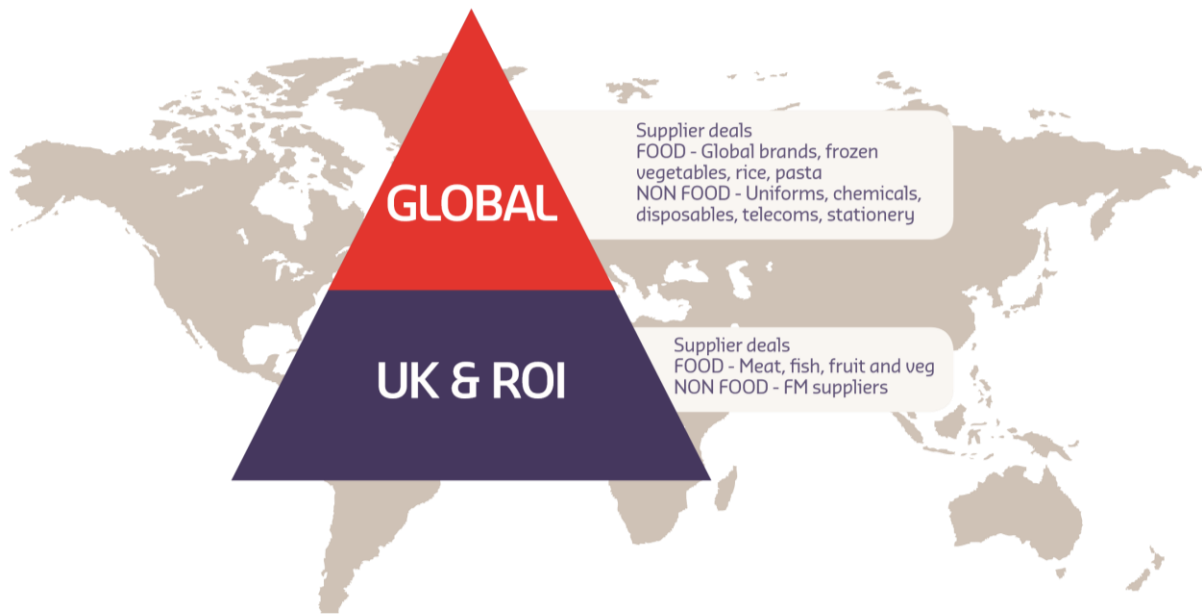 GLOBAL
Supplier deals
FOOD - Global brands, frozen
vegetables, rice, pasta
NON FOOD - Uniforms, chemicals,
disposables, telecoms, stationery
UK & ROI
Supplier deals
FOOD - Meat, fish, fruit and veg
NON FOOD - FM suppliers